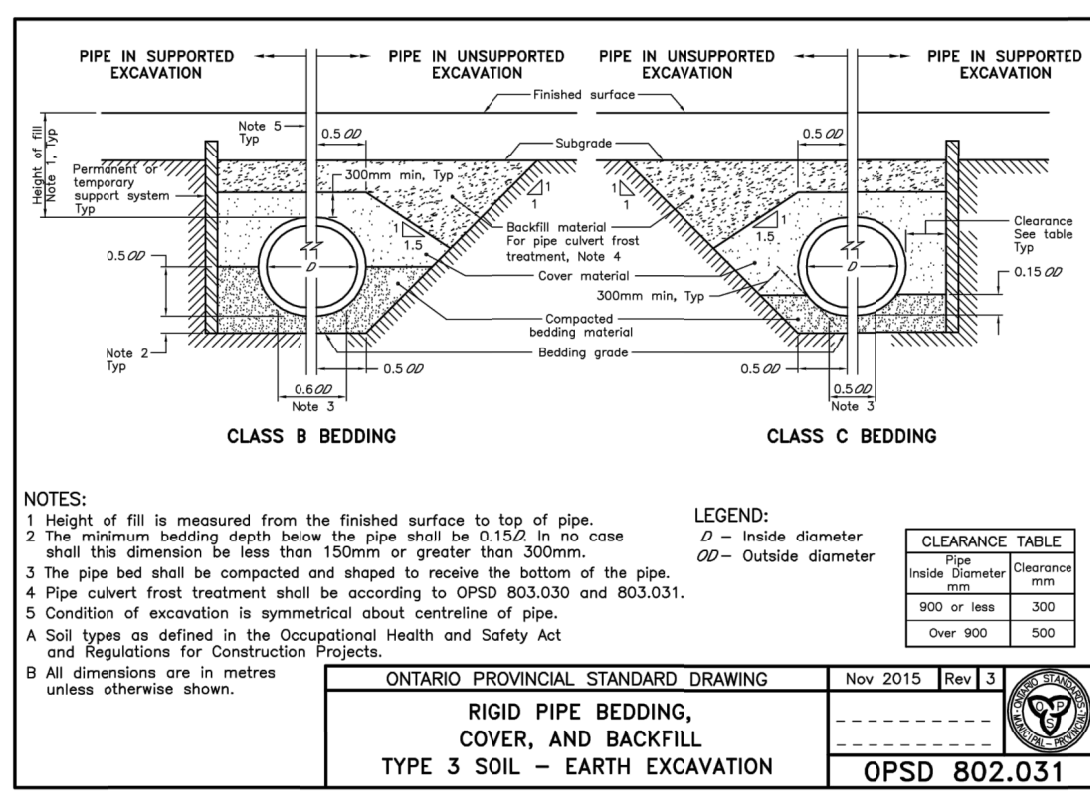 PIPE IN SUPPORTED
EXCAVATION
PIPE IN UNSUPPORTED
EXCAVATION
PIPE IN UNSUPPORTED
EXCAVATION
PIPE IN SUPPORTED
EXCAVATION
Finished surface
Height of fill
Note 1, Typ
Note 5
Typ
0.5 OD
0.5 OD
Subgrade
Permanent or
temporary
support system
Typ
300mm min, Typ
1
1
1
1
1
1.5
1
1.5
Backfill material
For pipe culvert frost
treatment, Note 4
Clearance
See table
Typ
0.5 OD
D
Cover material
D
0.15 OD
300mm min, Typ
Compacted
bedding material
Note 2
Typ
Bedding grade
0.5 OD
0.5 OD
0.6 OD
Note 3
0.5 OD
Note 3
CLASS B BEDDING
CLASS C BEDDING
NOTES:
1 Height of fill is measured from the finished surface to top of pipe.
2 The minimum bedding depth below the pipe shall be 0.15D. In no case
shall this dimension be less than 150mm or greater than 300mm.
3 The pipe bed shall be compacted and shaped to receive the bottom of the pipe.
4 Pipe culvert frost treatment shall be according to OPSD 803.030 and 803.031.
5 Condition of excavation is symmetrical about centreline of pipe.
A Soil types as defined in the Occupational Health and Safety Act
and Regulations for Construction Projects.
B All dimensions are in metres
unless otherwise shown.
LEGEND:
D – Inside diameter
OD – Outside diameter
CLEARANCE TABLE
Pipe
Inside Diameter
mm
Clearance
mm
900 or less 300
Over 900 500
ONTARIO PROVINCIAL STANDARD DRAWING
Nov 2015 Rev 3
RIGID PIPE BEDDING,
COVER, AND BACKFILL
TYPE 3 SOIL – EARTH EXCAVATION
OPSD 802.031
ONTARIO STANDARDS
MUNICIPAL – PROVINCIAL
O P
S